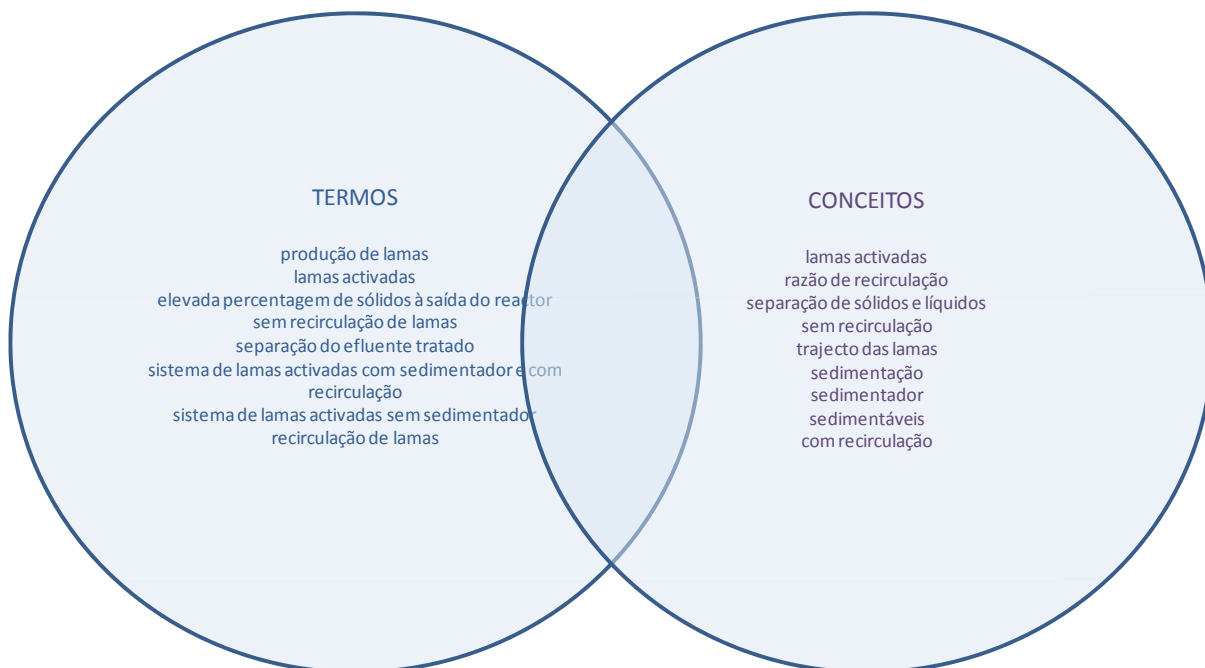 TERMOS
produção de lamas
lamas activadas
elevada percentagem de sólidos à saída do reactor
sem recirculação de lamas
separação do efluente tratado
sistema de lamas activadas com sedimentador e com
recirculação
sistema de lamas activadas sem sedimentador
recirculação de lamas
CONCEITOS
lamas activadas
razão de recirculação
separação de sólidos e líquidos
sem recirculação
trajecto das lamas
sedimentação
sedimentador
sedimentáveis
com recirculação